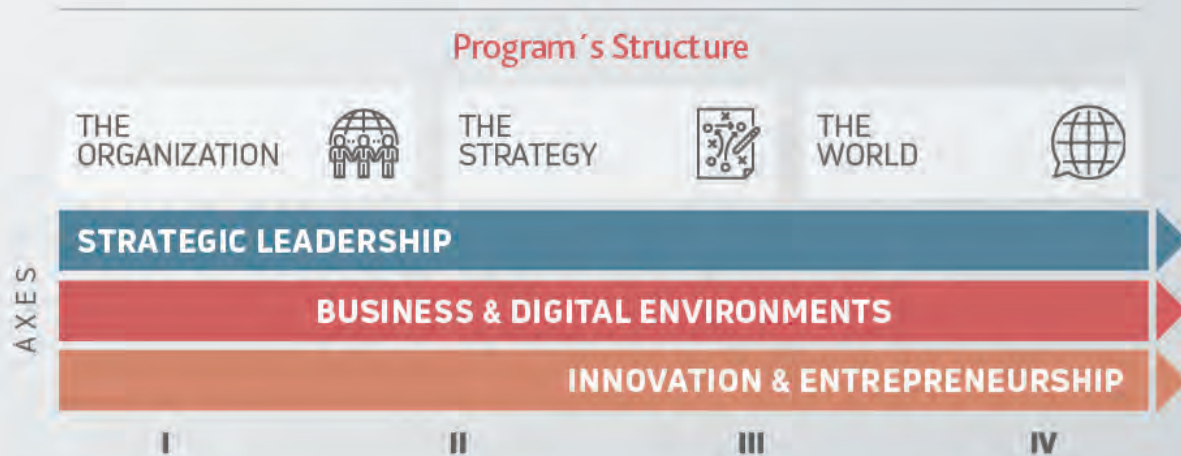 Program´s Structure
THE
ORGANIZATION
THE
STRATEGY
THE
WORLD
AXES
STRATEGIC LEADERSHIP
BUSINESS & DIGITAL ENVIRONMENTS
INNOVATION & ENTREPRENEURSHIP
I II III IV